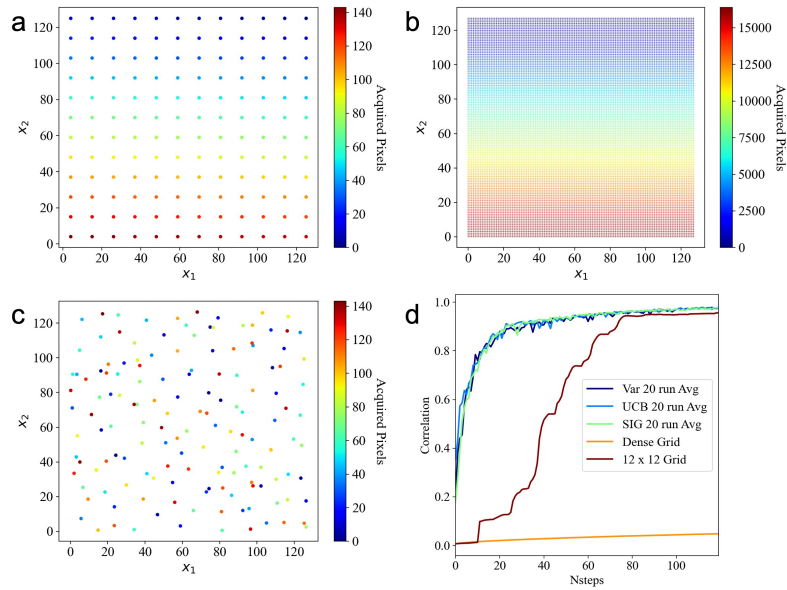 a
120
100
80
60
40
20
0
x₂
0 20 40 60 80 100 120
x₁
140
120
100
80
60
40
20
0
Acquired Pixels
b
120
100
80
60
40
20
0
x₂
0 20 40 60 80 100 120
x₁
15000
12500
10000
7500
5000
2500
0
Acquired Pixels
c
120
100
80
60
40
20
0
x₂
0 20 40 60 80 100 120
x₁
140
120
100
80
60
40
20
0
Acquired Pixels
d
1.0
0.8
0.6
0.4
0.2
0.0
Correlation
Var 20 run Avg
UCB 20 run Avg
SIG 20 run Avg
Dense Grid
12 x 12 Grid
0 20 40 60 80 100
Nsteps